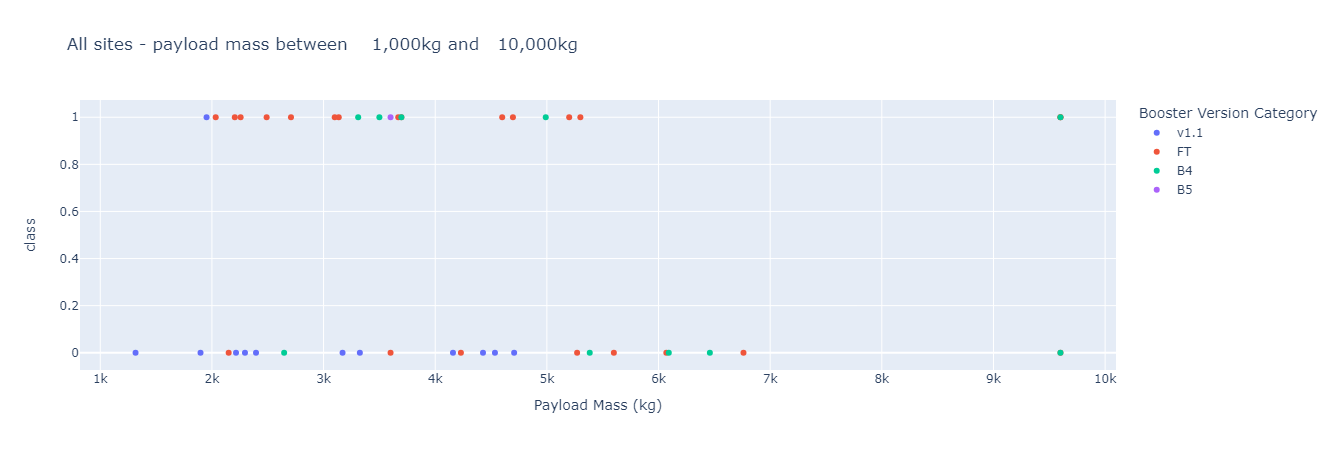 All sites - payload mass between 1,000kg and 10,000kg
Booster Version Category
v1.1
FT
B4
B5
class
1
0.8
0.6
0.4
0.2
0
1k 2k 3k 4k 5k 6k 7k 8k 9k 10k
Payload Mass (kg)